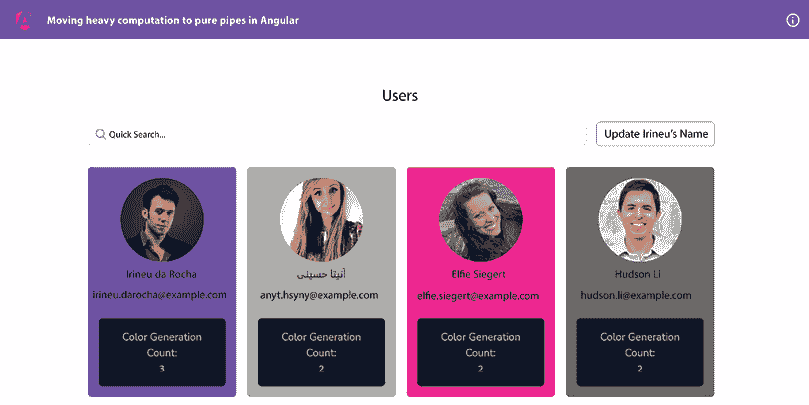 Moving heavy computation to pure pipes in Angular
Users
Quick Search...
Update Irineu's Name
Irineu da Rocha
irineu.darocha@example.com
Color Generation
Count:
3
آنیتا حسینی
anyt.hsyny@example.com
Color Generation
Count:
2
Elfie Siegert
elfie.siegert@example.com
Color Generation
Count:
2
Hudson Li
hudson.li@example.com
Color Generation
Count:
2